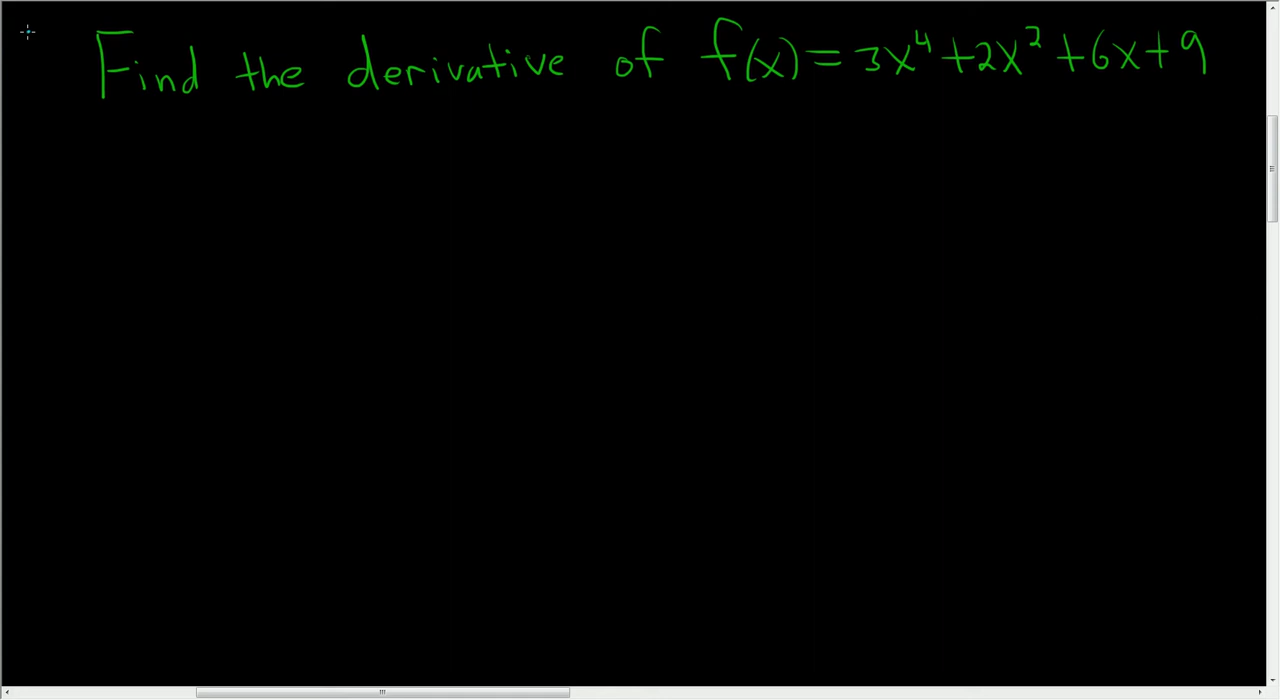 Find the derivative of f(x) = 3x⁴ + 2x² + 6x + 9